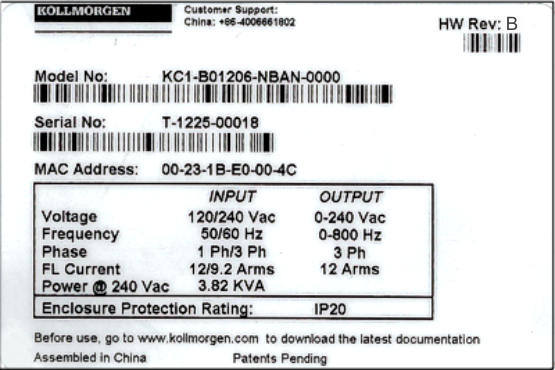 KOLLMORGEN
Customer Support:
China: +86-4006661802
HW Rev: B
Model No: KC1-B01206-NBAN-0000
Serial No: T-1225-00018
MAC Address: 00-23-1B-E0-00-4C
INPUT OUTPUT
Voltage 120/240 Vac 0-240 Vac
Frequency 50/60 Hz 0-800 Hz
Phase 1 Ph/3 Ph 3 Ph
FL Current 12/9.2 Arms 12 Arms
Power @ 240 Vac 3.82 KVA
Enclosure Protection Rating: IP20
Before use, go to www.kollmorgen.com to download the latest documentation
Assembled in China Patents Pending